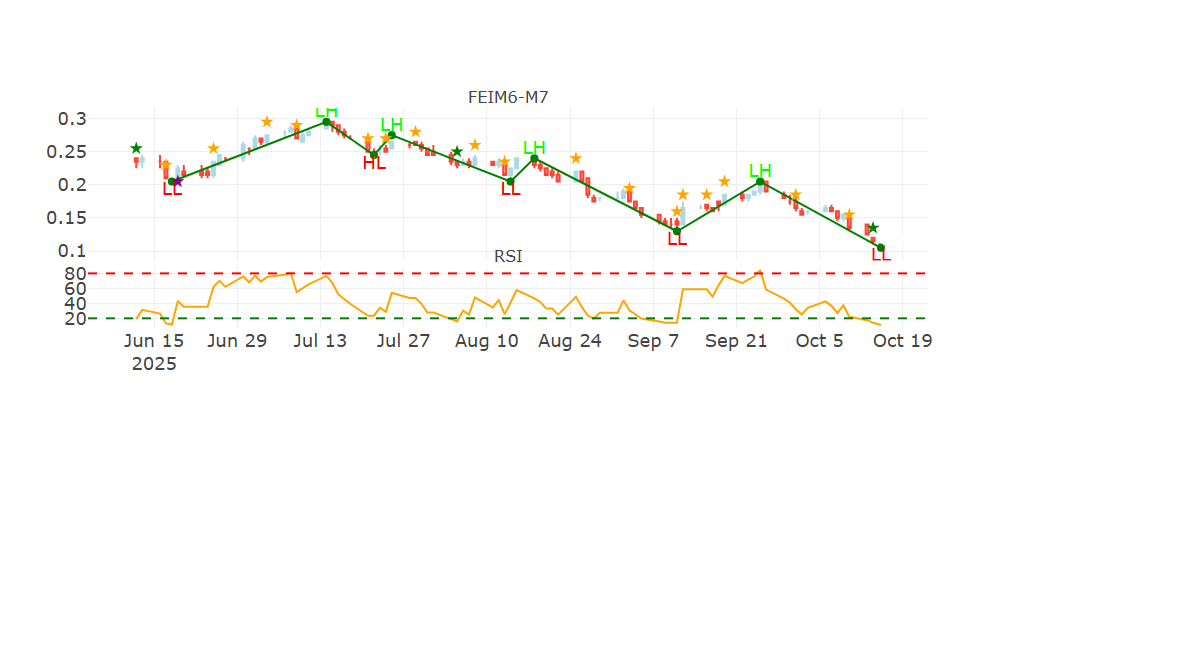 FEIM6-M7
0.3
0.25
0.2
0.15
0.1
LH
LH
HL
LL
LH
LL
LL
LH
LL
RSI
80
60
40
20
Jun 15 Jun 29 Jul 13 Jul 27 Aug 10 Aug 24 Sep 7 Sep 21 Oct 5 Oct 19
2025